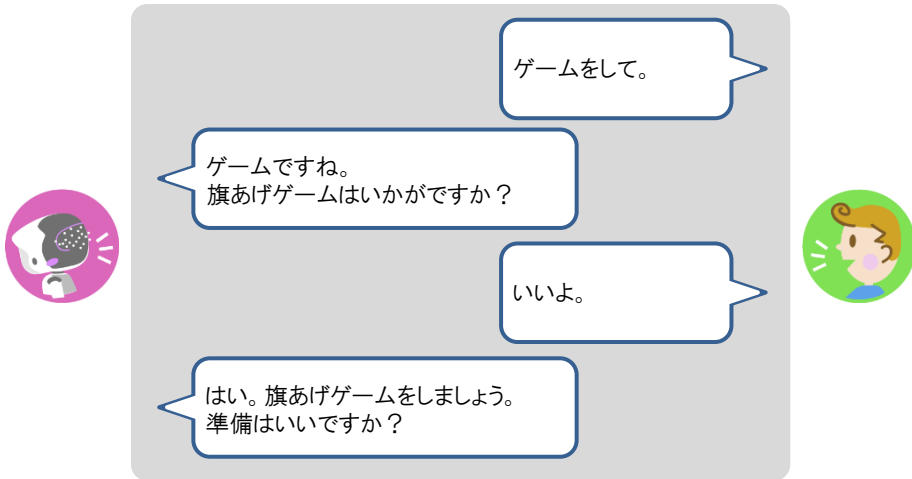 ゲームをして。
ゲームですね。
旗あげゲームはいかがですか？
いいよ。
はい。旗あげゲームをしましょう。
準備はいいですか？